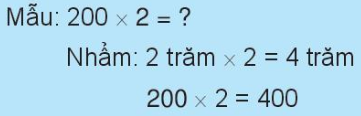 Mẫu: 200 × 2 = ?
Nhẩm: 2 trăm × 2 = 4 trăm
200 × 2 = 400